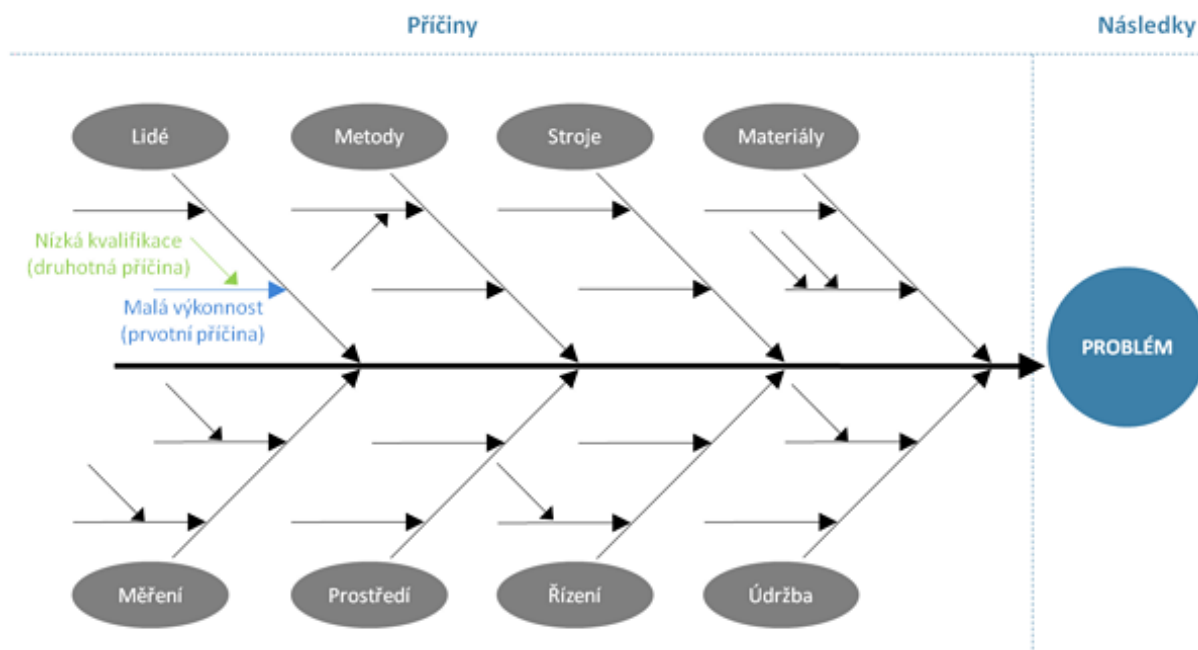 Příčiny
Následky
Lidé
Metody
Stroje
Materiály
Nízká kvalifikace
(druhotná příčina)
Malá výkonnost
(prvotní příčina)
PROBLÉM
Měření
Prostředí
Řízení
Údržba